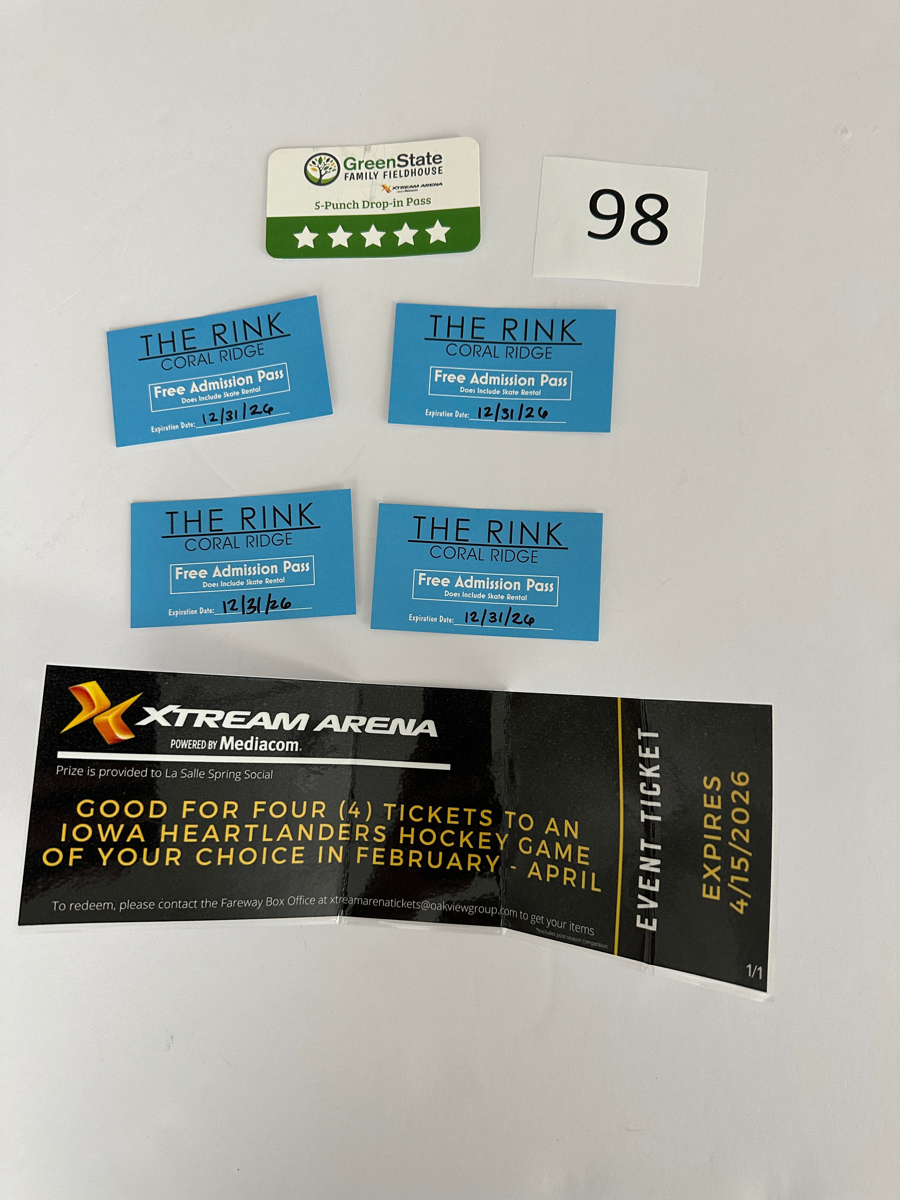 GreenState
FAMILY FIELDHOUSE
XTREAM ARENA
5-Punch Drop-in Pass
98
THE RINK
CORAL RIDGE
Free Admission Pass
Does Include Skate Rental
Expiration Date: 12/31/26
THE RINK
CORAL RIDGE
Free Admission Pass
Does Include Skate Rental
Expiration Date: 12/31/26
THE RINK
CORAL RIDGE
Free Admission Pass
Does Include Skate Rental
Expiration Date: 12/31/26
THE RINK
CORAL RIDGE
Free Admission Pass
Does Include Skate Rental
Expiration Date: 12/31/26
XTREAM ARENA
POWERED BY Mediacom
Prize is provided to La Salle Spring Social
GOOD FOR FOUR (4) TICKETS TO AN
IOWA HEARTLANDERS HOCKEY GAME
OF YOUR CHOICE IN FEBRUARY - APRIL
To redeem, please contact the Fareway Box Office at xtreamarenatickets@oakviewgroup.com to get your items
*excludes post-season competition
EVENT TICKET
EXPIRES
4/15/2026
1/1